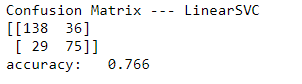 Confusion Matrix --- LinearSVC
[[138  36]
 [ 29  75]]
accuracy:   0.766